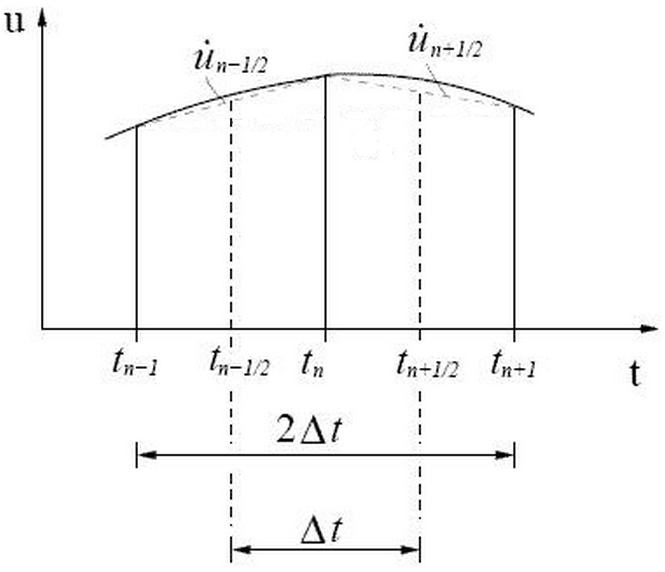 u
u̇n−1/2 u̇n+1/2
tn−1 tn−1/2 tn tn+1/2 tn+1
t
2Δt
Δt